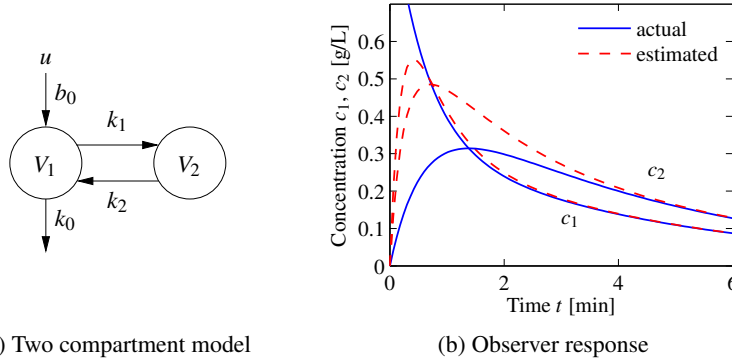 u
b₀
k₁
V₁
V₂
k₂
k₀
) Two compartment model
Concentration c₁, c₂ [g/L]
0.6
0.5
0.4
0.3
0.2
0.1
0
actual
estimated
c₂
c₁
0 2 4 6
Time t [min]
(b) Observer response